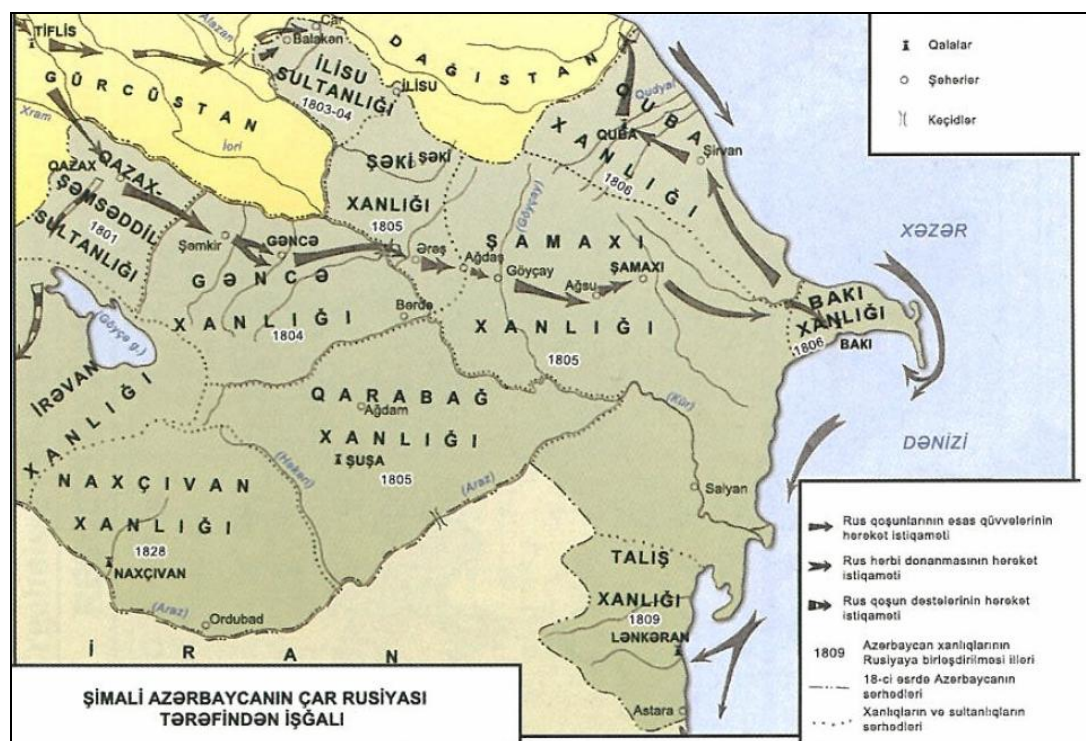 TİFLİS
Alazan
Çar
Balakən
İLİSU
SULTANLIĞI
1803-04
İLİSU
DAĞISTAN
GÜRCÜSTAN
Xram
İori
QAZAX
QAZAX-
ŞƏMSƏDDİL
SULTANLIĞI
1801
ŞƏKİ
ŞƏKİ
XANLIĞI
1805
Qudyal
QUBA
QUBA
XANLIĞI
1806
Şirvan
Şəmkir
GƏNCƏ
GƏNCƏ
XANLIĞI
1804
Bərdə
Ərəş
Ağdaş
(Göyçay)
Göyçay
ŞAMAXI
ŞAMAXI
Ağsu
XANLIĞI
1805
BAKI
XANLIĞI
1806
BAKI
XƏZƏR
DƏNİZİ
(Göyçə g.)
İRƏVAN
XANLIĞI
QARABAĞ
Ağdam
XANLIĞI
ŞUŞA
1805
(Həkəri)
(Araz)
(Kür)
Salyan
NAXÇIVAN
XANLIĞI
1828
NAXÇIVAN
(Araz)
Ordubad
İRAN
TALIŞ
XANLIĞI
1809
LƏNKƏRAN
Astara
Qalalar
Şəhərlər
Keçidlər
Rus qoşunlarının əsas qüvvələrinin
hərəkət istiqaməti
Rus hərbi donanmasının hərəkət
istiqaməti
Rus qoşun dəstələrinin hərəkət
istiqaməti
1809 Azərbaycan xanlıqlarının
Rusiyaya birləşdirilməsi illəri
18-ci əsrdə Azərbaycanın
sərhədləri
Xanlıqların və sultanlıqların
sərhədləri
ŞİMALİ AZƏRBAYCANIN ÇAR RUSİYASI
TƏRƏFİNDƏN İŞĞALI